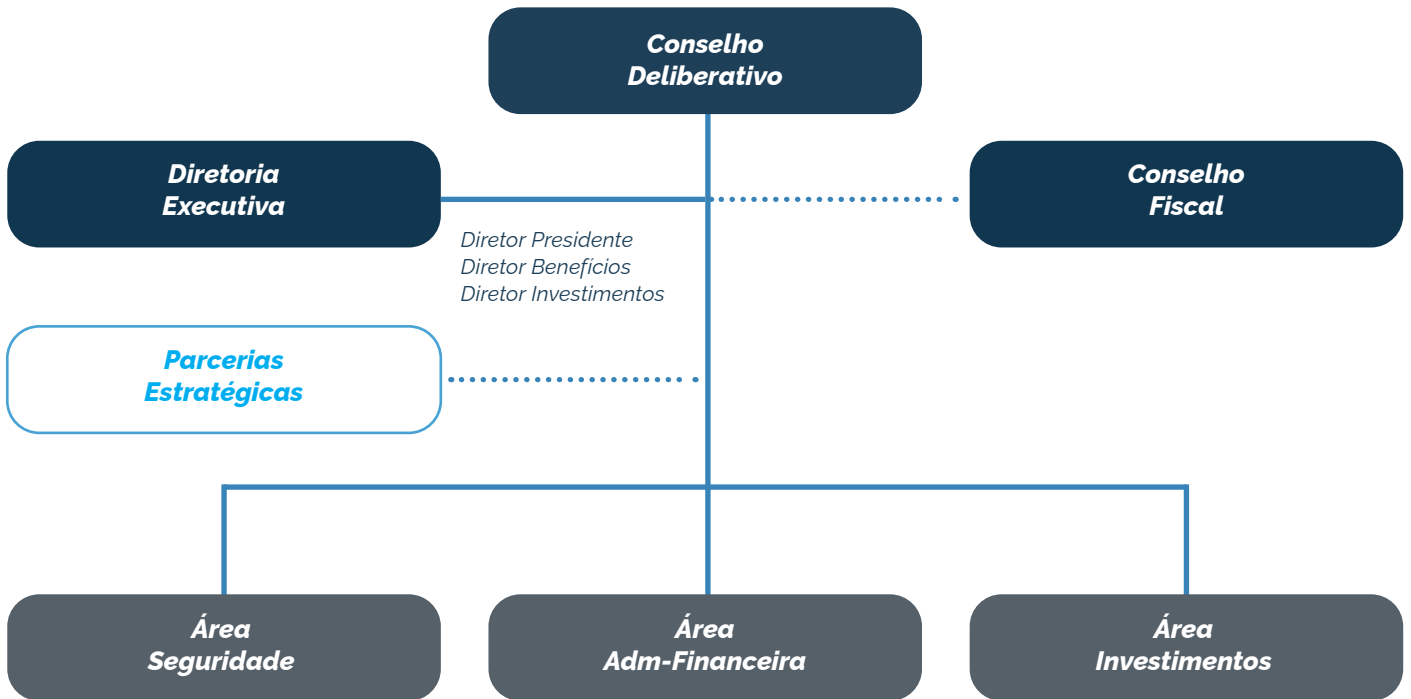 Conselho
Deliberativo
Diretoria
Executiva
Conselho
Fiscal
Diretor Presidente
Diretor Benefícios
Diretor Investimentos
Parcerias
Estratégicas
Área
Seguridade
Área
Adm-Financeira
Área
Investimentos